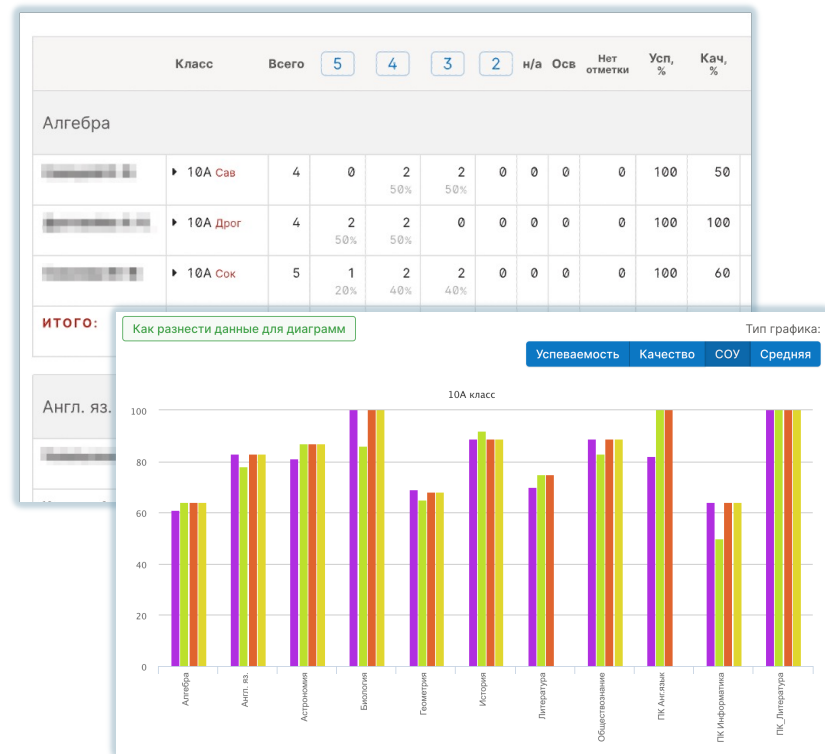 Класс Всего 5 4 3 2 н/а Осв Нет отметки Усп, % Кач, %
Алгебра
10А Сав 4 0 2 2 0 0 0 0 100 50
50% 50%
10А Дрог 4 2 2 0 0 0 0 0 100 100
50% 50%
10А Сок 5 1 2 2 0 0 0 0 100 60
20% 40% 40%
ИТОГО:
Англ. яз.
Как разнести данные для диаграмм
Тип графика:
Успеваемость Качество СОУ Средняя
10А класс
100
80
60
40
20
0
Алгебра
Англ. яз.
Астрономия
Биология
Геометрия
История
Литература
Обществознание
ПК Анг.язык
ПК Информатика
ПК_Литература